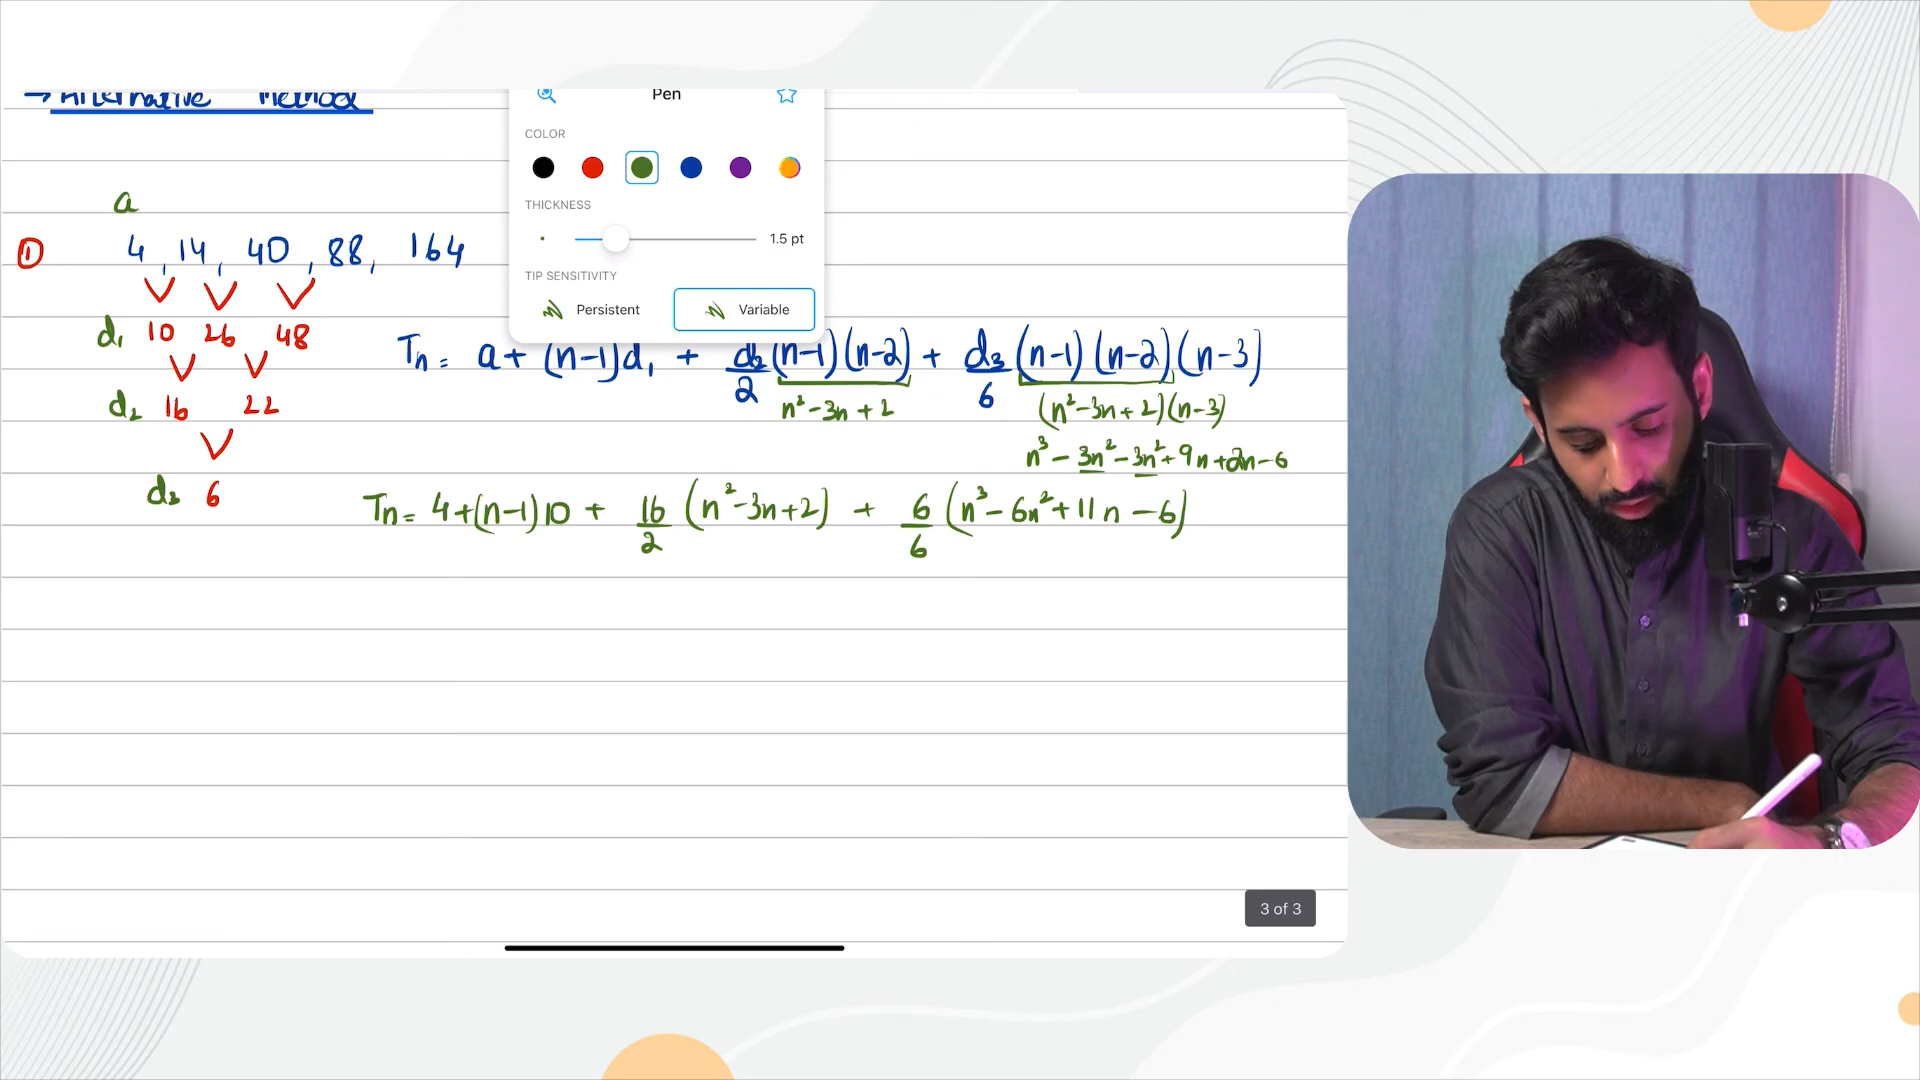 → Alternative Method
Pen
COLOR
THICKNESS
1.5 pt
TIP SENSITIVITY
Persistent
Variable
a
① 4, 14, 40, 88, 164
d₁ 10 26 48
d₂ 16 22
d₃ 6
Tn = a + (n-1)d₁ + d₂/2 (n-1)(n-2) + d₃/6 (n-1)(n-2)(n-3)
n² - 3n + 2
(n² - 3n + 2)(n - 3)
n³ - 3n² - 3n² + 9n + 2n - 6
Tn = 4 + (n-1)10 + 16/2 (n² - 3n + 2) + 6/6 (n³ - 6n² + 11n - 6)
3 of 3